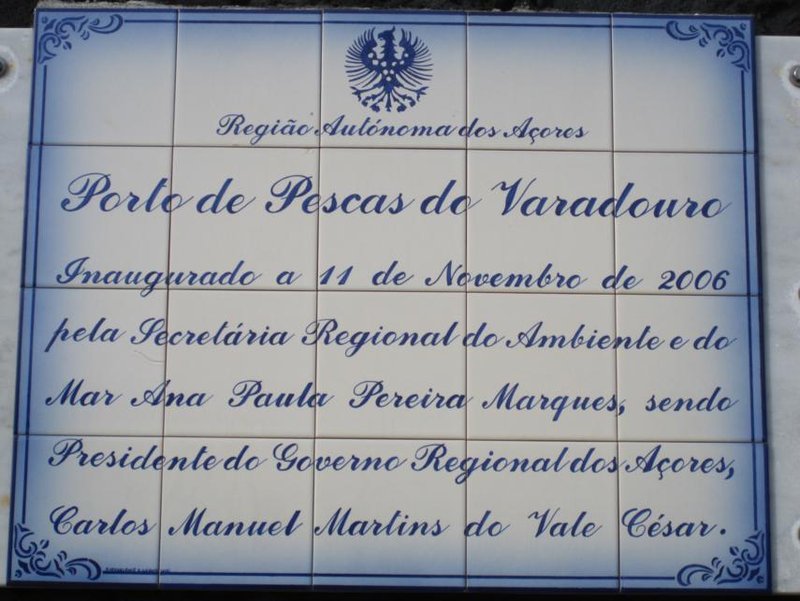 Região Autónoma dos Açores
Porto de Pescas do Varadouro
Inaugurado a 11 de Novembro de 2006
pela Secretária Regional do Ambiente e do
Mar Ana Paula Pereira Marques, sendo
Presidente do Governo Regional dos Açores,
Carlos Manuel Martins do Vale César.